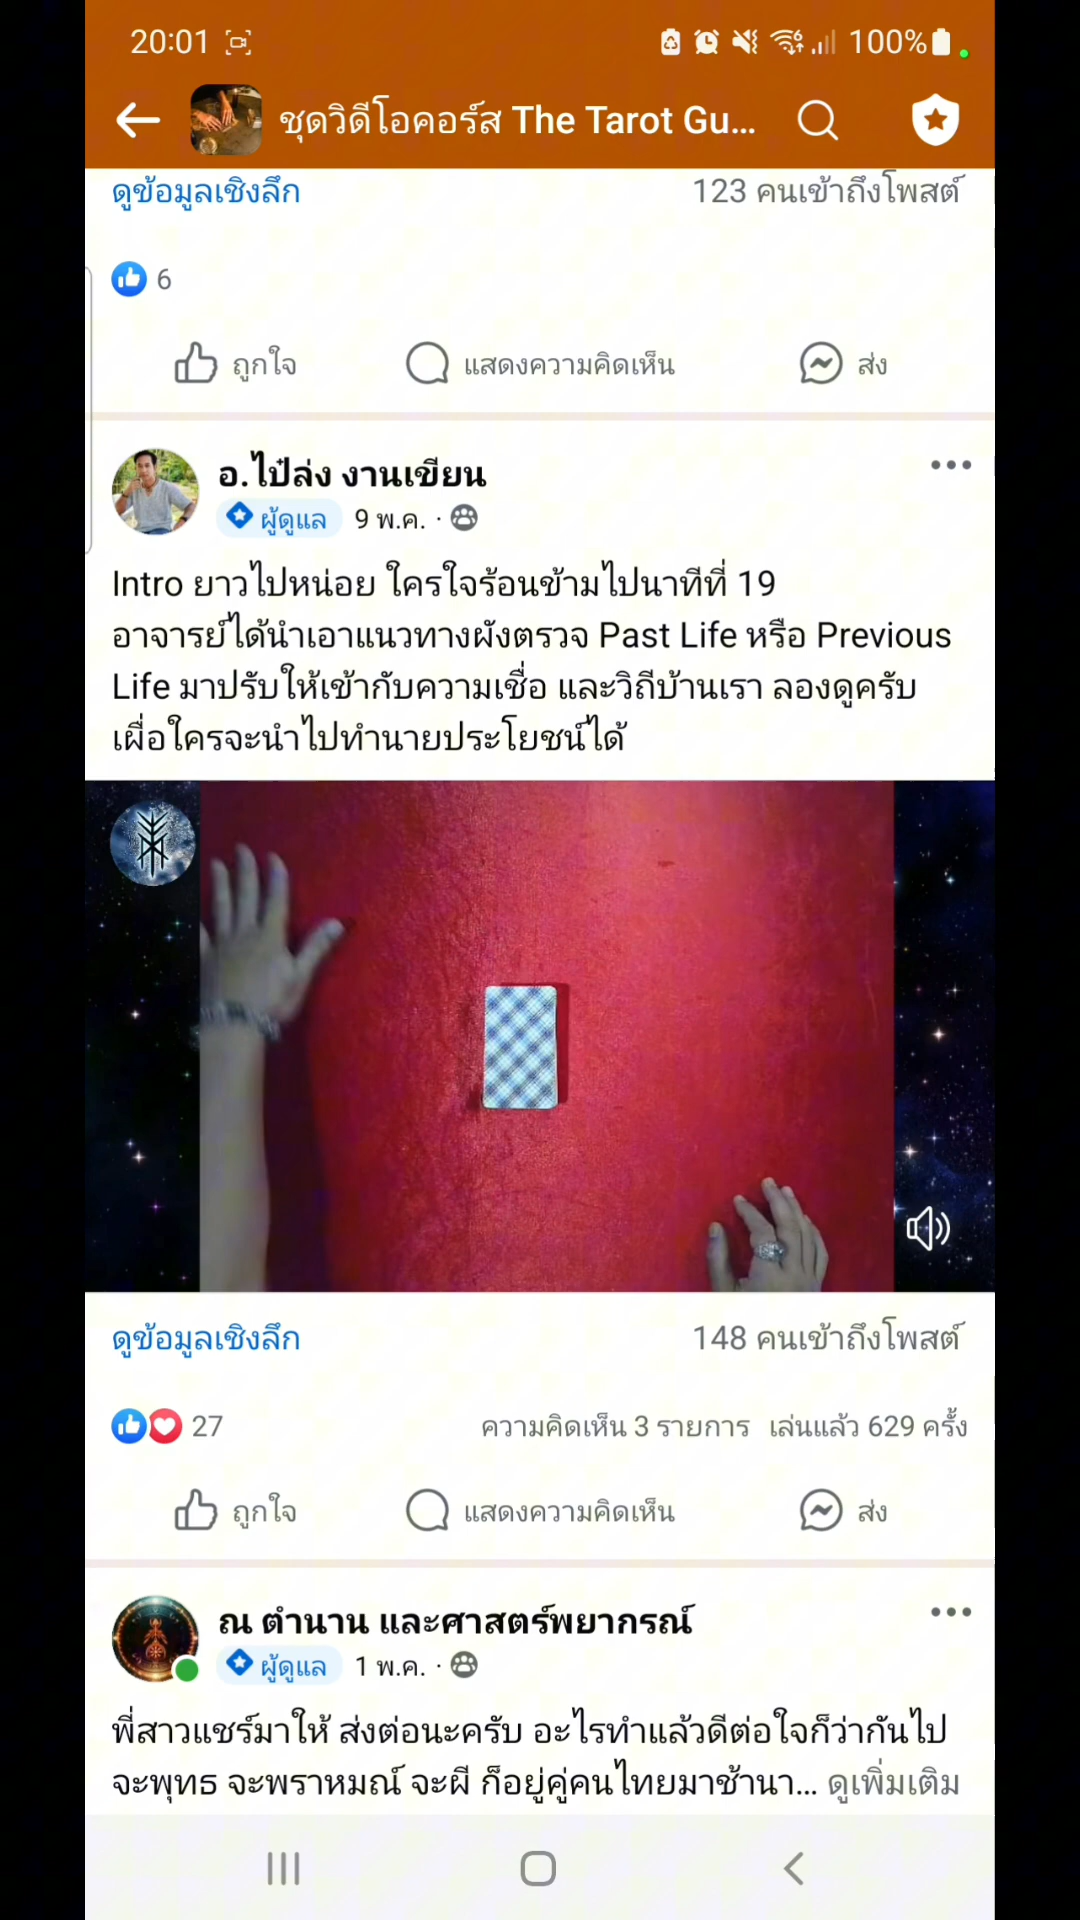 20:01
100%
ชุดวิดีโอคอร์ส The Tarot Gu...
ดูข้อมูลเชิงลึก
123 คนเข้าถึงโพสต์
6
ถูกใจ
แสดงความคิดเห็น
ส่ง
อ.ไป๋ล่ง งานเขียน
ผู้ดูแล 9 พ.ค. ·
Intro ยาวไปหน่อย ใครใจร้อนข้ามไปนาทีที่ 19
อาจารย์ได้นำเอาแนวทางผังตรวจ Past Life หรือ Previous
Life มาปรับให้เข้ากับความเชื่อ และวิถีบ้านเรา ลองดูครับ
เผื่อใครจะนำไปทำนายประโยชน์ได้
ดูข้อมูลเชิงลึก
148 คนเข้าถึงโพสต์
27
ความคิดเห็น 3 รายการ เล่นแล้ว 629 ครั้ง
ถูกใจ
แสดงความคิดเห็น
ส่ง
ณ ตำนาน และศาสตร์พยากรณ์
ผู้ดูแล 1 พ.ค. ·
พี่สาวแชร์มาให้ ส่งต่อนะครับ อะไรทำแล้วดีต่อใจก็ว่ากันไป
จะพุทธ จะพราหมณ์ จะผี ก็อยู่คู่คนไทยมาช้านา... ดูเพิ่มเติม